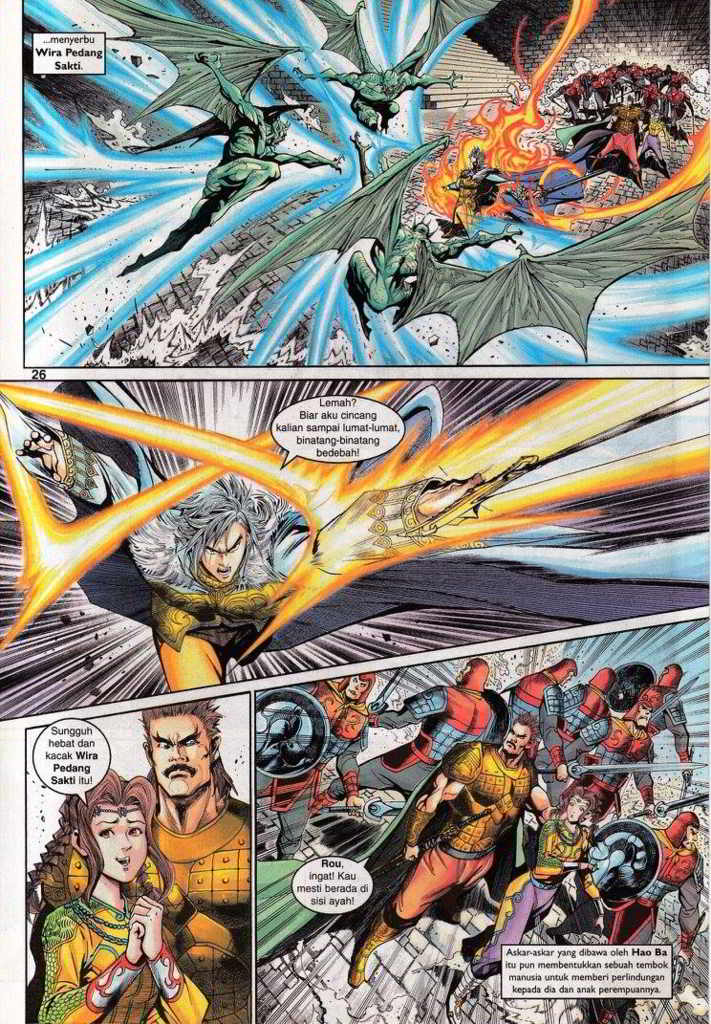 ...menyerbu
Wira Pedang
Sakti.
26
Lemah?
Biar aku cincang
kalian sampai lumat-lumat,
binatang-binatang
bedebah!
Sungguh
hebat dan
kacak Wira
Pedang
Sakti itu!
Rou,
ingat! Kau
mesti berada di
sisi ayah!
Askar-askar yang dibawa oleh Hao Ba
itu pun membentukkan sebuah tembok
manusia untuk memberi perlindungan
kepada dia dan anak perempuannya.